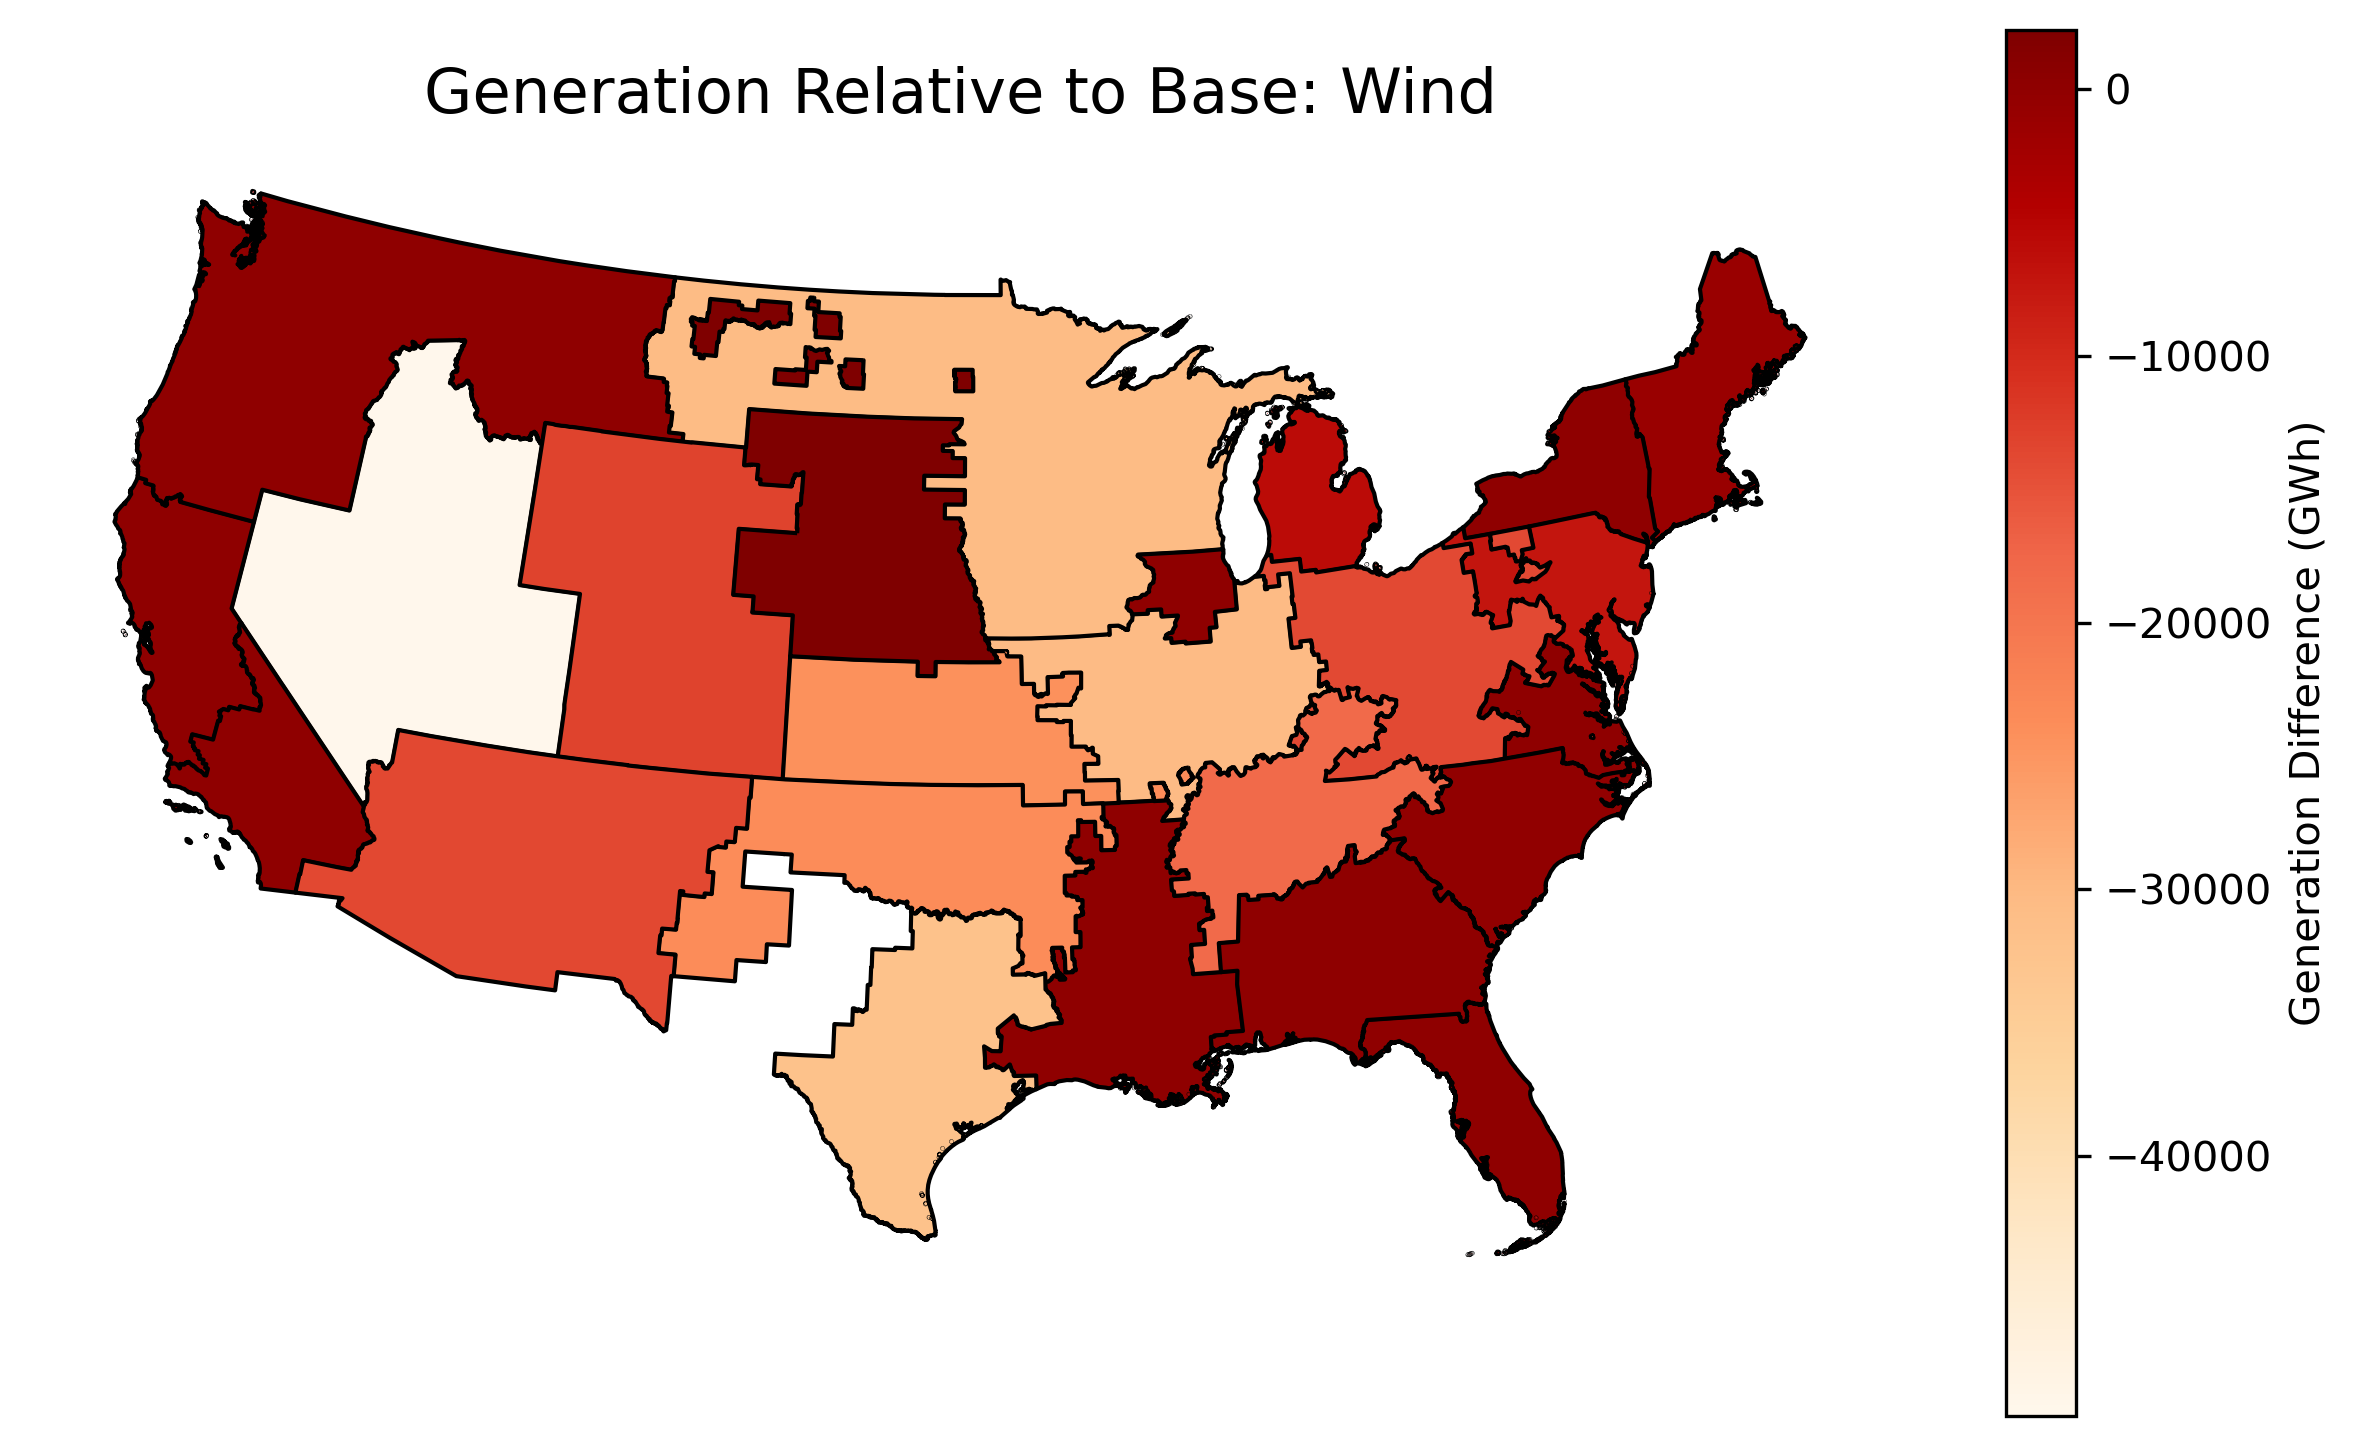 Generation Relative to Base: Wind
0
−10000
−20000
−30000
−40000
Generation Difference (GWh)